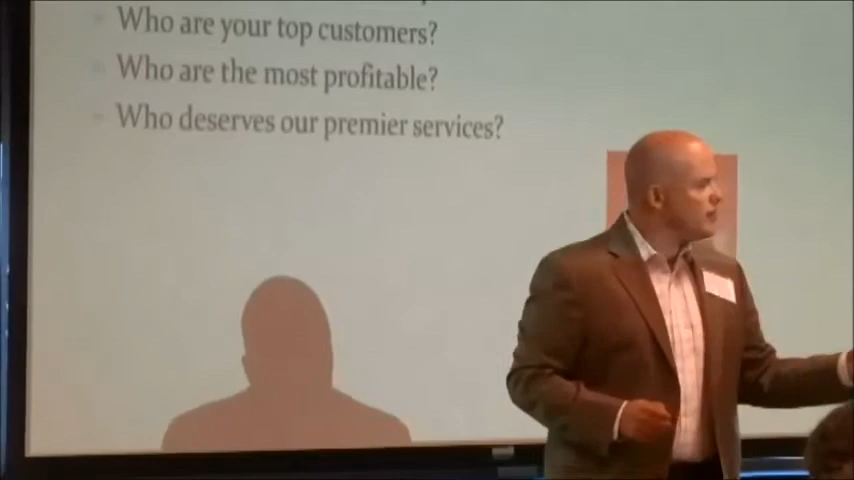 Who are your top customers?
Who are the most profitable?
Who deserves our premier services?